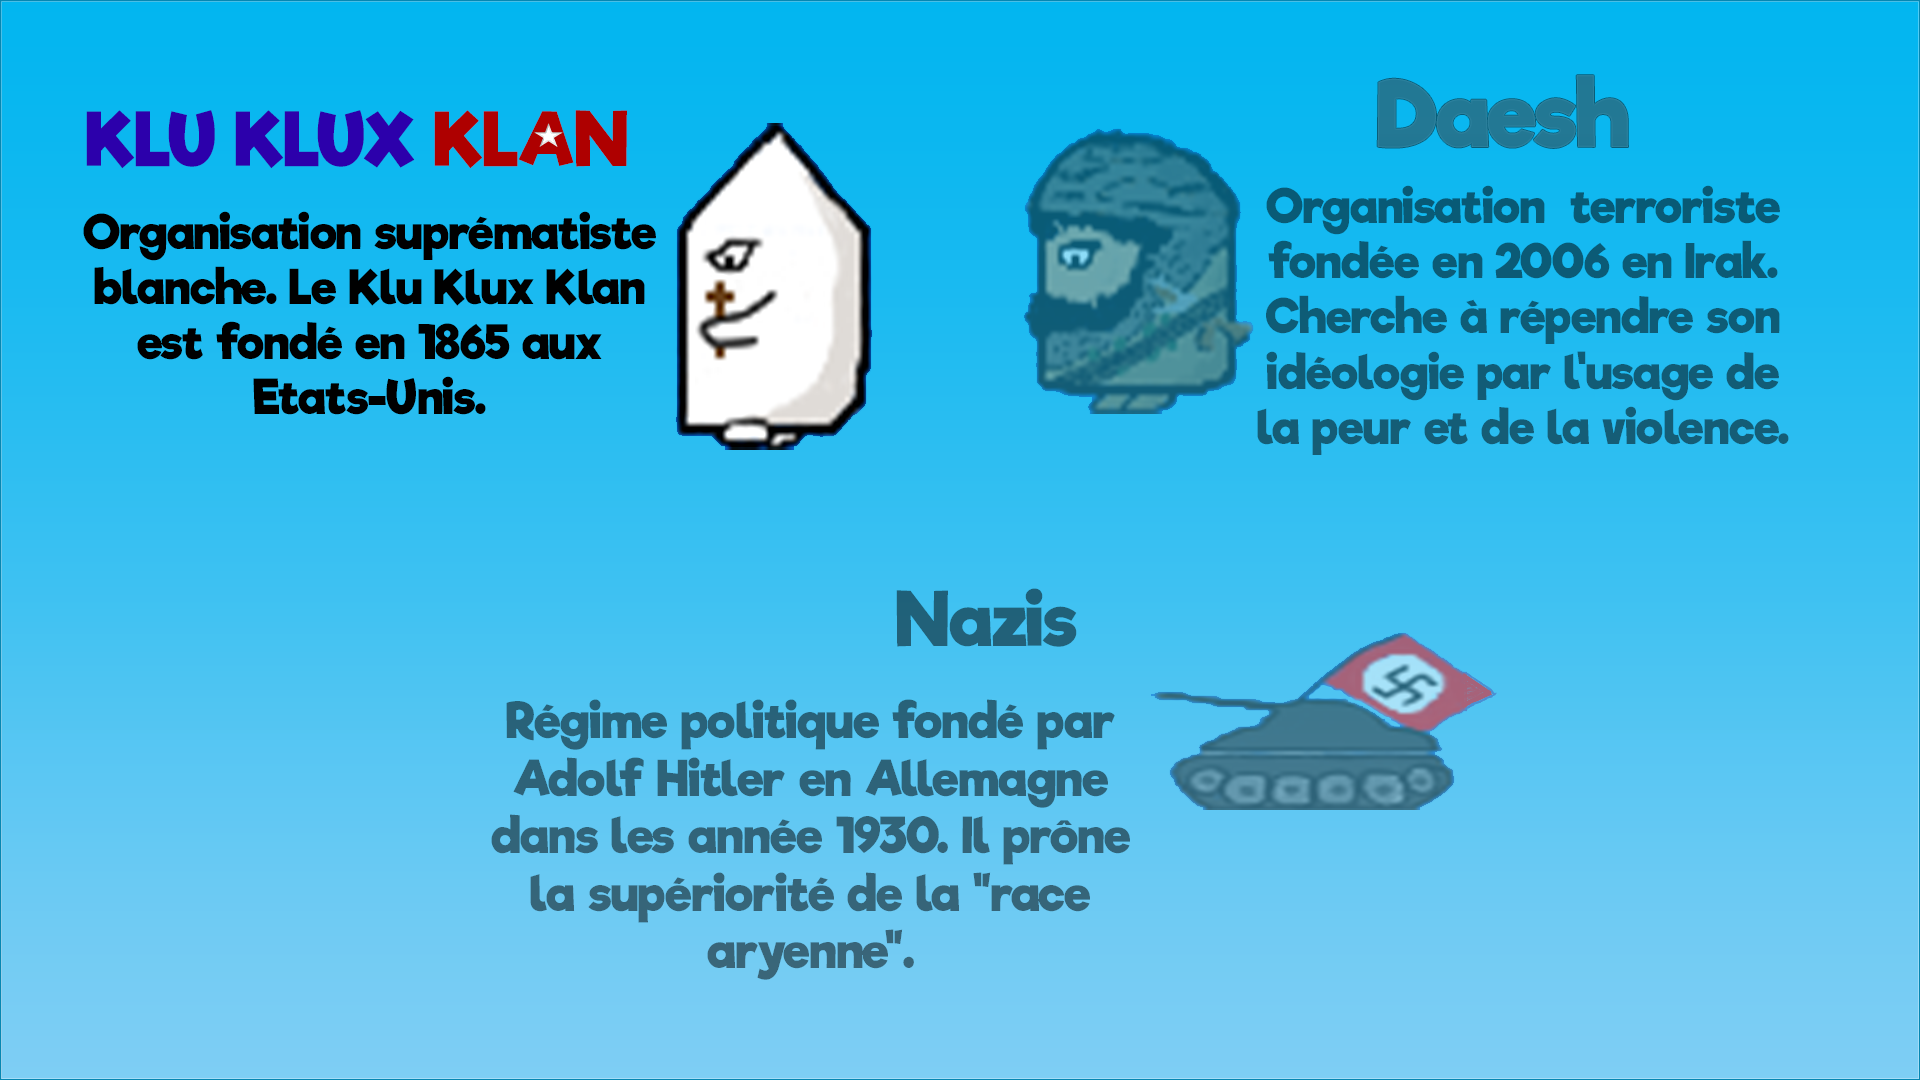 KLU KLUX KLAN
Organisation suprématiste
blanche. Le Klu Klux Klan
est fondé en 1865 aux
Etats-Unis.
Daesh
Organisation terroriste
fondée en 2006 en Irak.
Cherche à répendre son
idéologie par l'usage de
la peur et de la violence.
Nazis
Régime politique fondé par
Adolf Hitler en Allemagne
dans les année 1930. Il prône
la supériorité de la "race
aryenne".